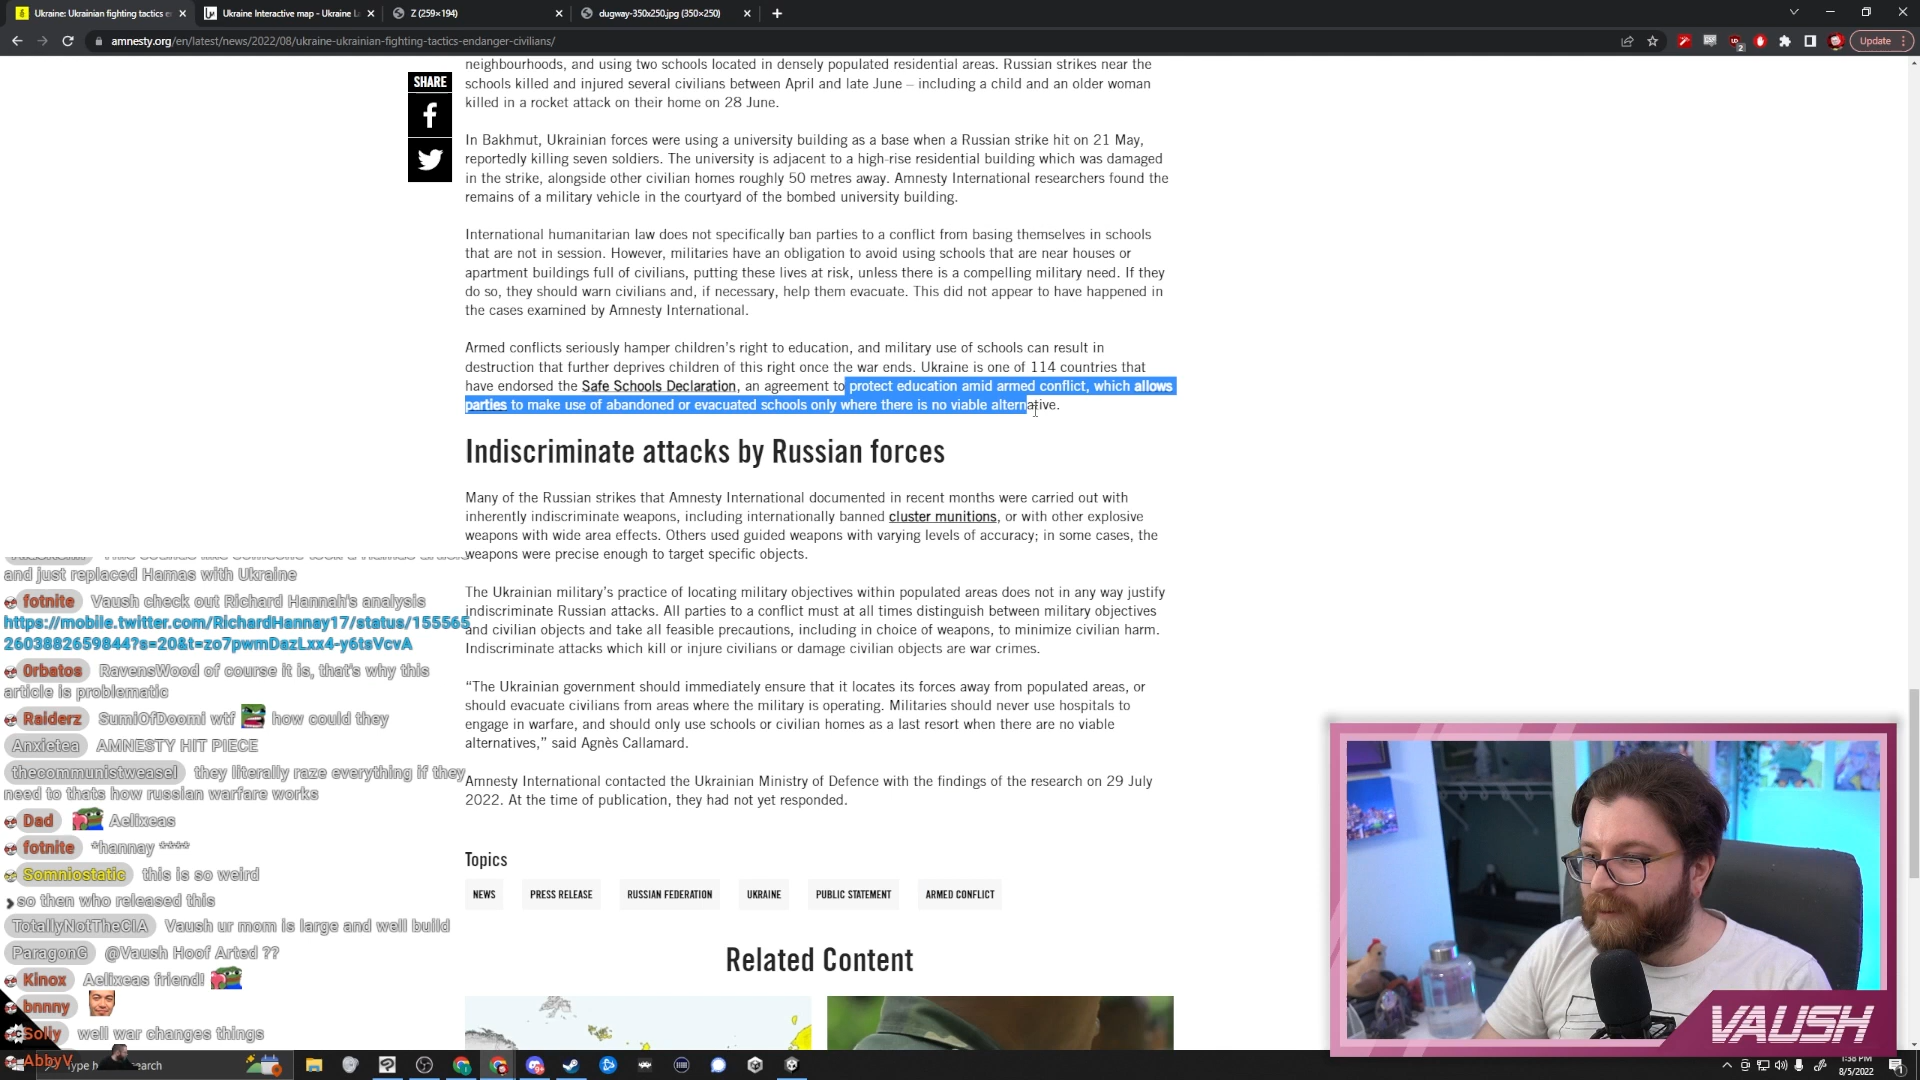 Ukraine: Ukrainian fighting tactics e
Ukraine Interactive map - Ukraine L
Z (259×194)
dugway-350x250.jpg (350×250)
amnesty.org/en/latest/news/2022/08/ukraine-ukrainian-fighting-tactics-endanger-civilians/
Update
SHARE
neighbourhoods, and using two schools located in densely populated residential areas. Russian strikes near the
schools killed and injured several civilians between April and late June – including a child and an older woman
killed in a rocket attack on their home on 28 June.
In Bakhmut, Ukrainian forces were using a university building as a base when a Russian strike hit on 21 May,
reportedly killing seven soldiers. The university is adjacent to a high-rise residential building which was damaged
in the strike, alongside other civilian homes roughly 50 metres away. Amnesty International researchers found the
remains of a military vehicle in the courtyard of the bombed university building.
International humanitarian law does not specifically ban parties to a conflict from basing themselves in schools
that are not in session. However, militaries have an obligation to avoid using schools that are near houses or
apartment buildings full of civilians, putting these lives at risk, unless there is a compelling military need. If they
do so, they should warn civilians and, if necessary, help them evacuate. This did not appear to have happened in
the cases examined by Amnesty International.
Armed conflicts seriously hamper children’s right to education, and military use of schools can result in
destruction that further deprives children of this right once the war ends. Ukraine is one of 114 countries that
have endorsed the Safe Schools Declaration, an agreement to protect education amid armed conflict, which allows
parties to make use of abandoned or evacuated schools only where there is no viable alternative.
Indiscriminate attacks by Russian forces
Many of the Russian strikes that Amnesty International documented in recent months were carried out with
inherently indiscriminate weapons, including internationally banned cluster munitions, or with other explosive
weapons with wide area effects. Others used guided weapons with varying levels of accuracy; in some cases, the
weapons were precise enough to target specific objects.
The Ukrainian military’s practice of locating military objectives within populated areas does not in any way justify
indiscriminate Russian attacks. All parties to a conflict must at all times distinguish between military objectives
and civilian objects and take all feasible precautions, including in choice of weapons, to minimize civilian harm.
Indiscriminate attacks which kill or injure civilians or damage civilian objects are war crimes.
“The Ukrainian government should immediately ensure that it locates its forces away from populated areas, or
should evacuate civilians from areas where the military is operating. Militaries should never use hospitals to
engage in warfare, and should only use schools or civilian homes as a last resort when there are no viable
alternatives,” said Agnès Callamard.
Amnesty International contacted the Ukrainian Ministry of Defence with the findings of the research on 29 July
2022. At the time of publication, they had not yet responded.
Topics
NEWS
PRESS RELEASE
RUSSIAN FEDERATION
UKRAINE
PUBLIC STATEMENT
ARMED CONFLICT
Related Content
and just replaced Hamas with Ukraine
fotnite Vaush check out Richard Hannah's analysis
https://mobile.twitter.com/RichardHannay17/status/155565
2603882659844?s=20&t=zo7pwmDazLxx4-y6tsVcvA
0rbatos RavensWood of course it is, that's why this
article is problematic
Raiderz SumiOfDoomi wtf how could they
Anxietea AMNESTY HIT PIECE
thecommunistweasel they literally raze everything if they
need to thats how russian warfare works
Dad Aelixeas
fotnite *hannay ****
Somniostatic this is so weird
so then who released this
TotallyNotTheCIA Vaush ur mom is large and well build
ParagonG @Vaush Hoof Arted ??
Kinox Aelixeas friend!
bnnny
Solly well war changes things
AbbyV
VAUSH
1:38 PM
8/5/2022